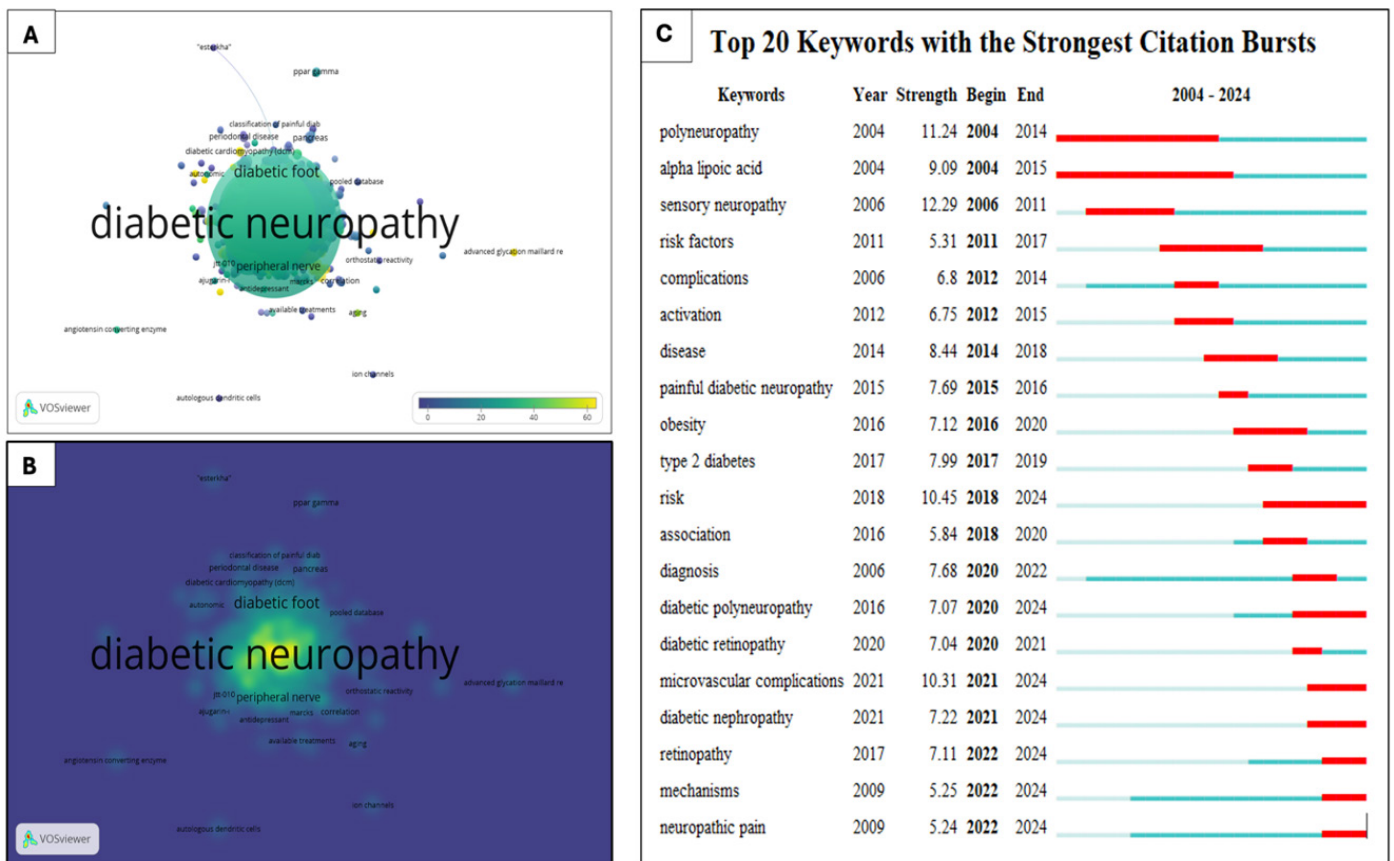 A
"esterkha"
ppar gamma
classification of painful diab
periodontal disease
pancreas
diabetic cardiomyopathy (dcm)
autonomic
diabetic foot
pooled database
diabetic neuropathy
advanced glycation maillard re
orthostatic reactivity
jtt-010
peripheral nerve
ajugarin-i
marcks
correlation
antidepressant
available treatments
aging
angiotensin converting enzyme
ion channels
autologous dendritic cells
VOSviewer
0 20 40 60
B
"esterkha"
ppar gamma
classification of painful diab
periodontal disease
pancreas
diabetic cardiomyopathy (dcm)
autonomic
diabetic foot
pooled database
diabetic neuropathy
advanced glycation maillard re
orthostatic reactivity
jtt-010
peripheral nerve
ajugarin-i
marcks
correlation
antidepressant
available treatments
aging
angiotensin converting enzyme
ion channels
autologous dendritic cells
VOSviewer
C
Top 20 Keywords with the Strongest Citation Bursts
Keywords Year Strength Begin End 2004 - 2024
polyneuropathy 2004 11.24 2004 2014
alpha lipoic acid 2004 9.09 2004 2015
sensory neuropathy 2006 12.29 2006 2011
risk factors 2011 5.31 2011 2017
complications 2006 6.8 2012 2014
activation 2012 6.75 2012 2015
disease 2014 8.44 2014 2018
painful diabetic neuropathy 2015 7.69 2015 2016
obesity 2016 7.12 2016 2020
type 2 diabetes 2017 7.99 2017 2019
risk 2018 10.45 2018 2024
association 2016 5.84 2018 2020
diagnosis 2006 7.68 2020 2022
diabetic polyneuropathy 2016 7.07 2020 2024
diabetic retinopathy 2020 7.04 2020 2021
microvascular complications 2021 10.31 2021 2024
diabetic nephropathy 2021 7.22 2021 2024
retinopathy 2017 7.11 2022 2024
mechanisms 2009 5.25 2022 2024
neuropathic pain 2009 5.24 2022 2024